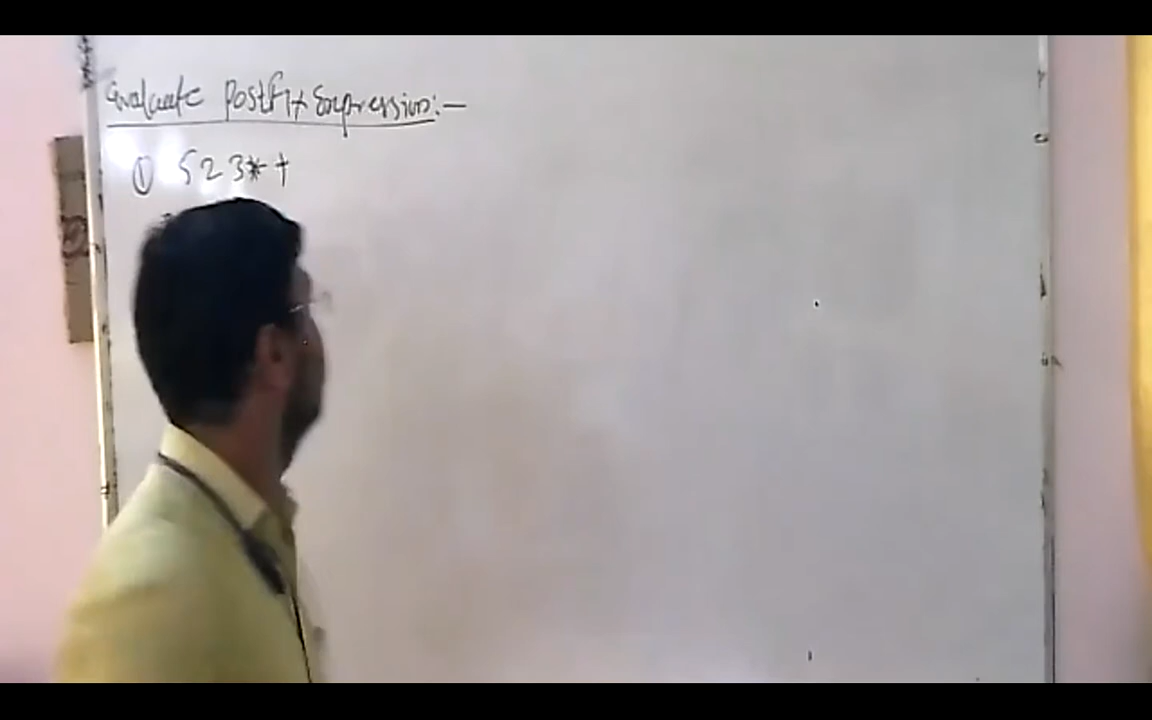 Evaluate Postfix Expression:-
① 5 2 3 * +